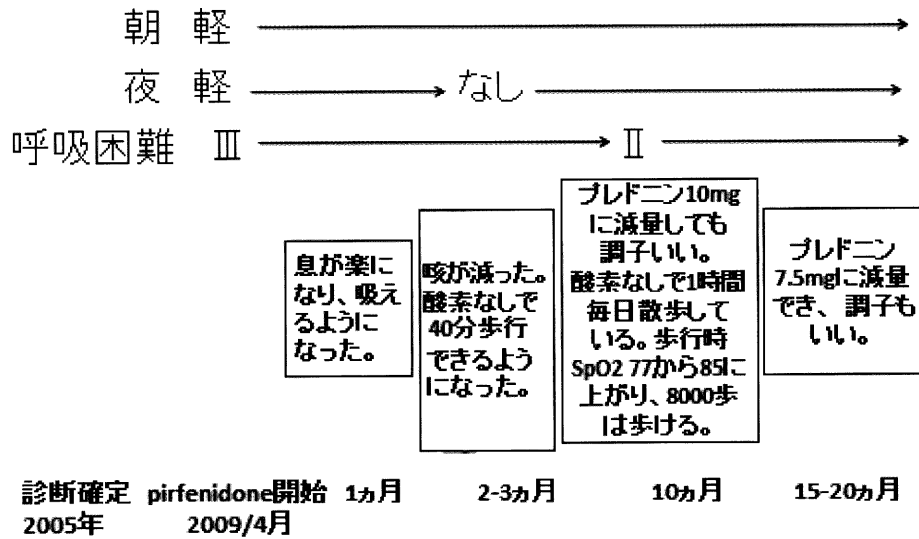 朝 軽
夜 軽 なし
呼吸困難 Ⅲ Ⅱ
息が楽に
なり、吸え
るように
なった。
咳が減った。
酸素なしで
40分歩行
できるよう
になった。
プレドニン10mg
に減量しても
調子いい。
酸素なしで1時間
毎日散歩して
いる。歩行時
SpO2 77から85に
上がり、8000歩
は歩ける。
プレドニン
7.5mgに減量
でき、調子も
いい。
診断確定 pirfenidone開始 1ヵ月 2-3ヵ月 10ヵ月 15-20ヵ月
2005年 2009/4月